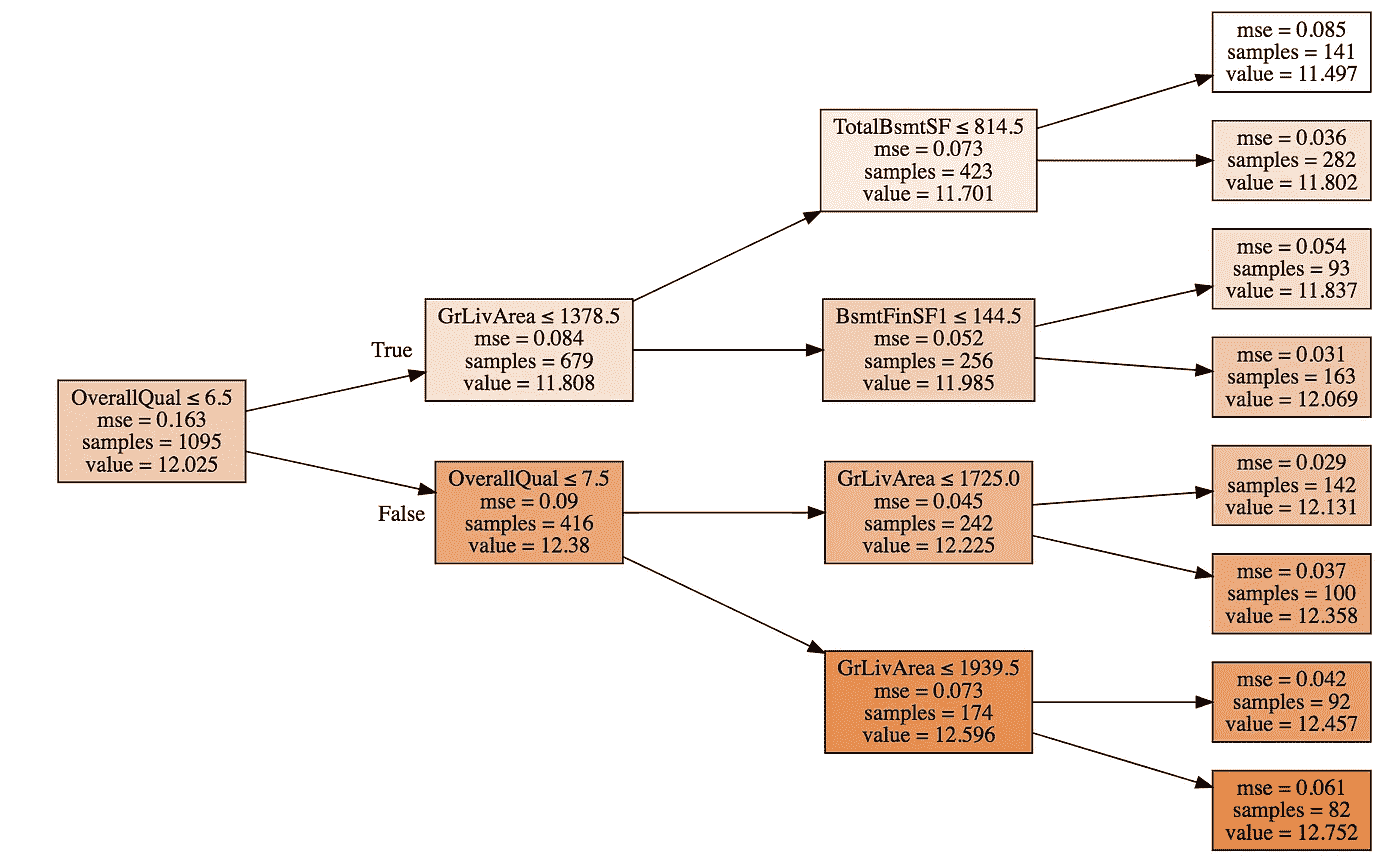 OverallQual ≤ 6.5
mse = 0.163
samples = 1095
value = 12.025
True
False
GrLivArea ≤ 1378.5
mse = 0.084
samples = 679
value = 11.808
OverallQual ≤ 7.5
mse = 0.09
samples = 416
value = 12.38
TotalBsmtSF ≤ 814.5
mse = 0.073
samples = 423
value = 11.701
BsmtFinSF1 ≤ 144.5
mse = 0.052
samples = 256
value = 11.985
GrLivArea ≤ 1725.0
mse = 0.045
samples = 242
value = 12.225
GrLivArea ≤ 1939.5
mse = 0.073
samples = 174
value = 12.596
mse = 0.085
samples = 141
value = 11.497
mse = 0.036
samples = 282
value = 11.802
mse = 0.054
samples = 93
value = 11.837
mse = 0.031
samples = 163
value = 12.069
mse = 0.029
samples = 142
value = 12.131
mse = 0.037
samples = 100
value = 12.358
mse = 0.042
samples = 92
value = 12.457
mse = 0.061
samples = 82
value = 12.752